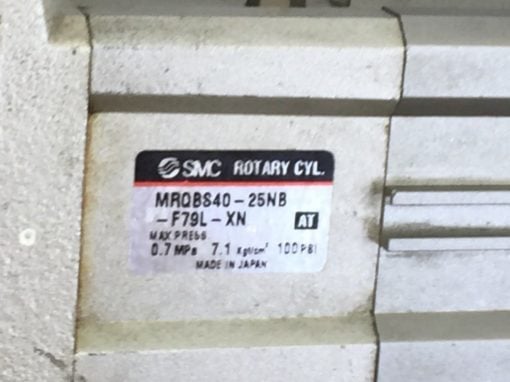 SMC ROTARY CYL.
MRQBS40-25NB
-F79L-XN AT
MAX PRESS
0.7 MPa 7.1 Kgf/cm² 100 PSI
MADE IN JAPAN